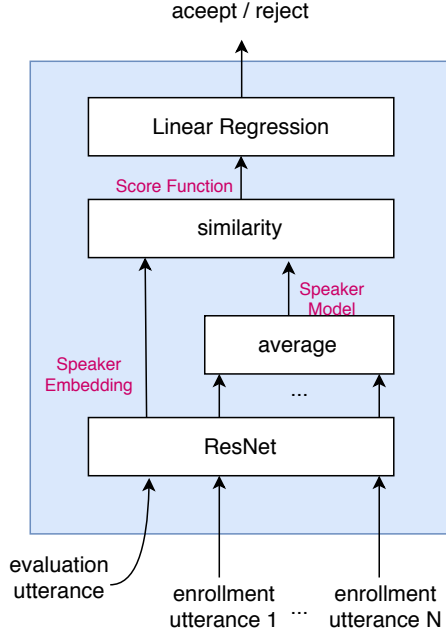 aceept / reject
Linear Regression
Score Function
similarity
Speaker
Model
average
Speaker
Embedding
...
ResNet
evaluation
utterance
enrollment
utterance 1
...
enrollment
utterance N